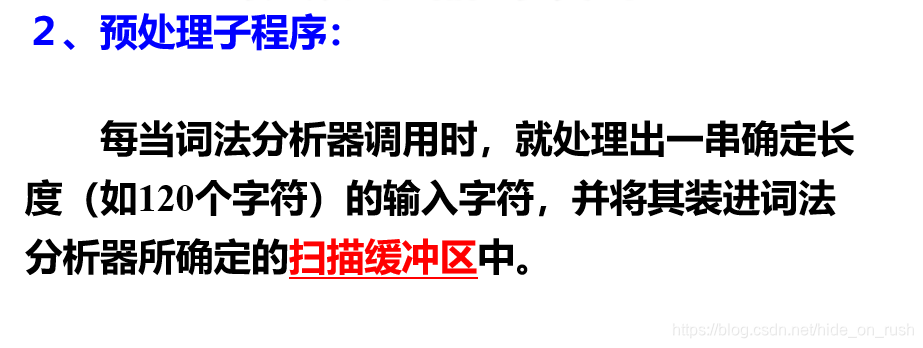 ２、预处理子程序：
每当词法分析器调用时，就处理出一串确定长
度（如120个字符）的输入字符，并将其装进词法
分析器所确定的扫描缓冲区中。
https://blog.csdn.net/hide_on_rush